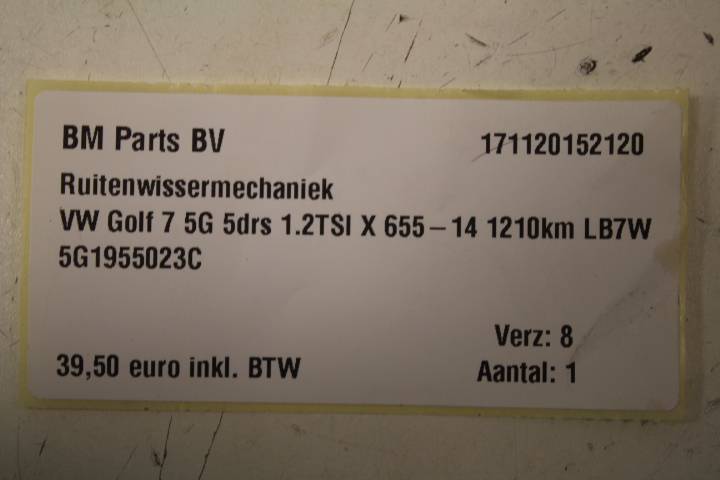 BM Parts BV 171120152120
Ruitenwissermechaniek
VW Golf 7 5G 5drs 1.2TSI X 655-14 1210km LB7W
5G1955023C
Verz: 8
39,50 euro inkl. BTW Aantal: 1